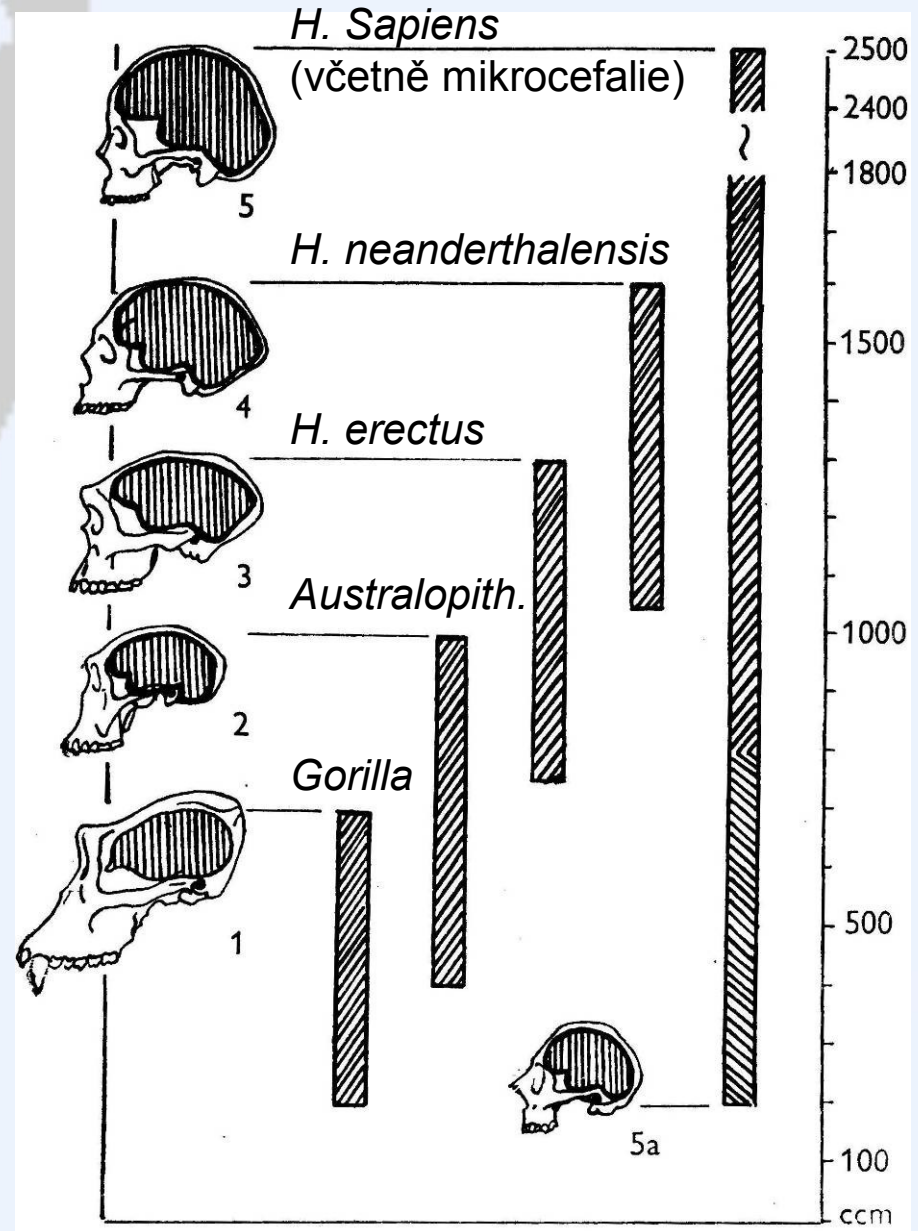 H. Sapiens
(včetně mikrocefalie)
5
H. neanderthalensis
4
H. erectus
3
Australopith.
2
Gorilla
1
5a
2500
2400
1800
1500
1000
500
100
ccm